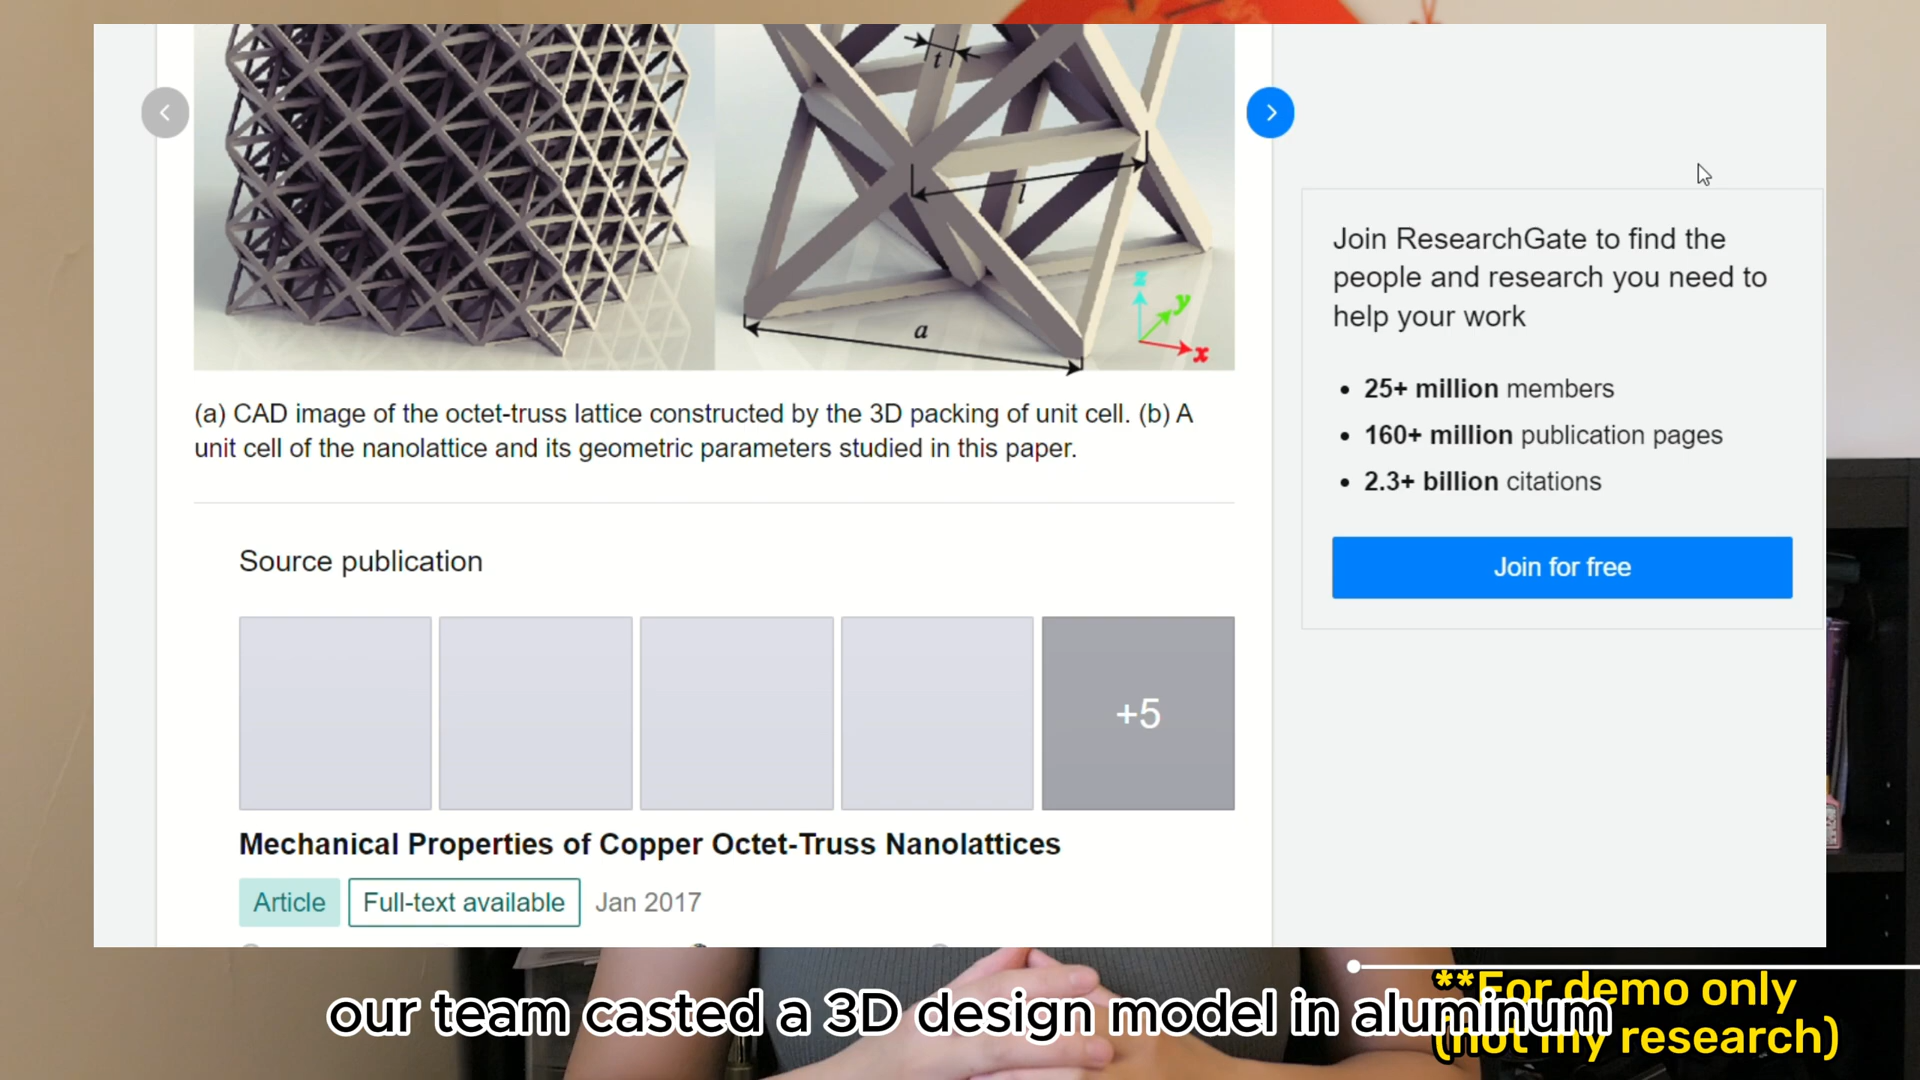 t
l
a
z
y
x
(a) CAD image of the octet-truss lattice constructed by the 3D packing of unit cell. (b) A
unit cell of the nanolattice and its geometric parameters studied in this paper.
Source publication
+5
Mechanical Properties of Copper Octet-Truss Nanolattices
Article Full-text available Jan 2017
Join ResearchGate to find the
people and research you need to
help your work
• 25+ million members
• 160+ million publication pages
• 2.3+ billion citations
Join for free
our team casted a 3D design model in aluminum
**For demo only
(not my research)